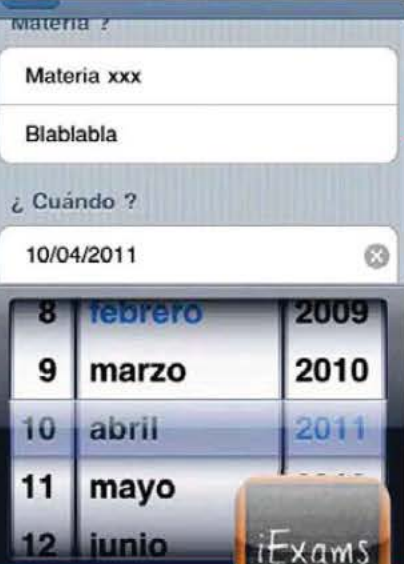 Materia ?
Materia xxx
Blablabla
¿ Cuándo ?
10/04/2011
8 febrero 2009
9 marzo 2010
10 abril 2011
11 mayo
12 junio
iExams